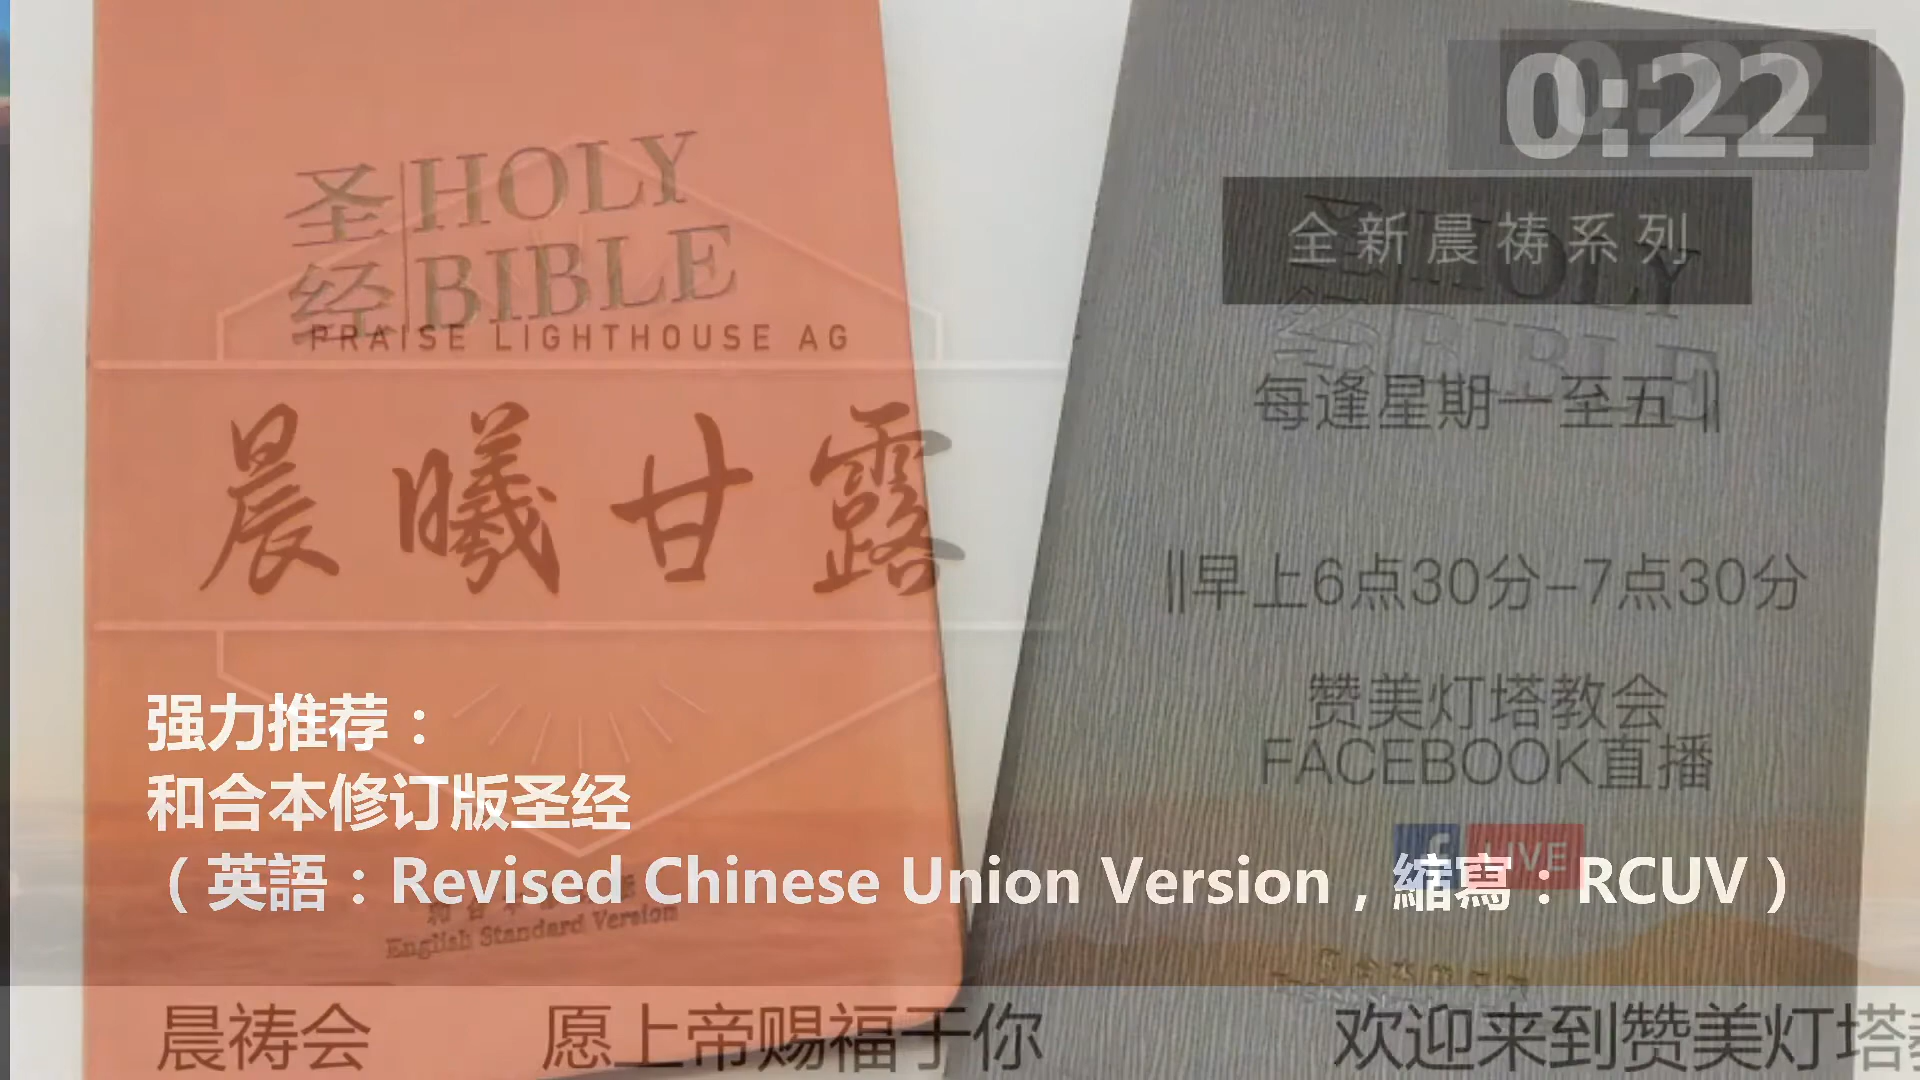 0:22
全新晨祷系列
圣经
HOLY
BIBLE
PRAISE LIGHTHOUSE AG
HOLY
BIBLE
每逢星期一至五||
晨曦甘露
||早上6点30分-7点30分
赞美灯塔教会
FACEBOOK直播
强力推荐：
和合本修订版圣经
（英語：Revised Chinese Union Version，縮寫：RCUV）
LIVE
English Standard Version
晨祷会 愿上帝赐福于你 欢迎来到赞美灯塔